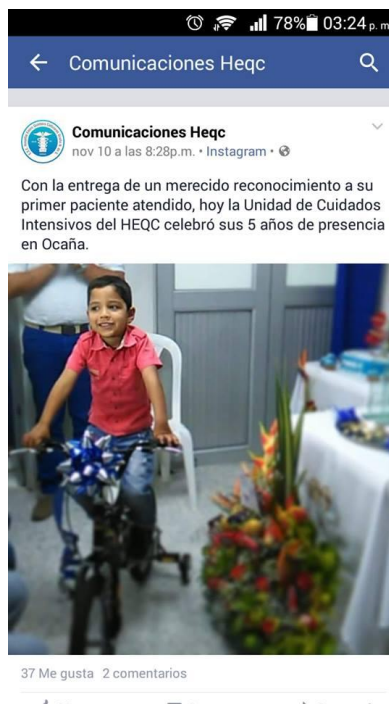 78% 03:24 p. m
Comunicaciones Heqc
Comunicaciones Heqc
nov 10 a las 8:28p.m. • Instagram •
Con la entrega de un merecido reconocimiento a su
primer paciente atendido, hoy la Unidad de Cuidados
Intensivos del HEQC celebró sus 5 años de presencia
en Ocaña.
37 Me gusta 2 comentarios